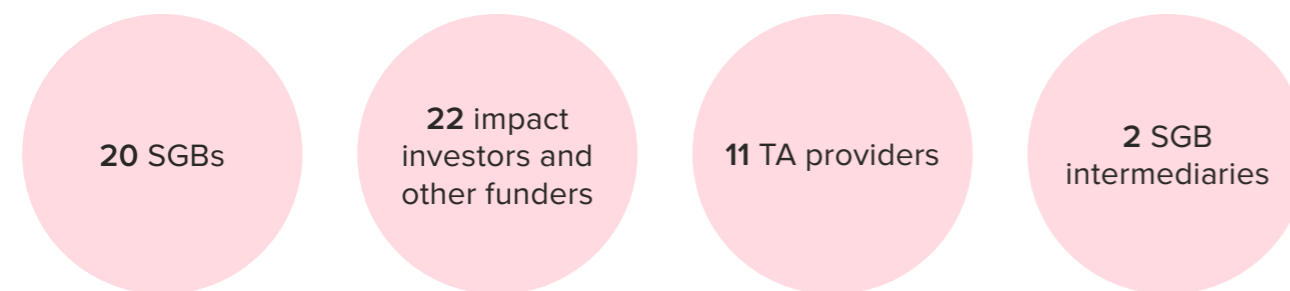 20 SGBs
22 impact
investors and
other funders
11 TA providers
2 SGB
intermediaries